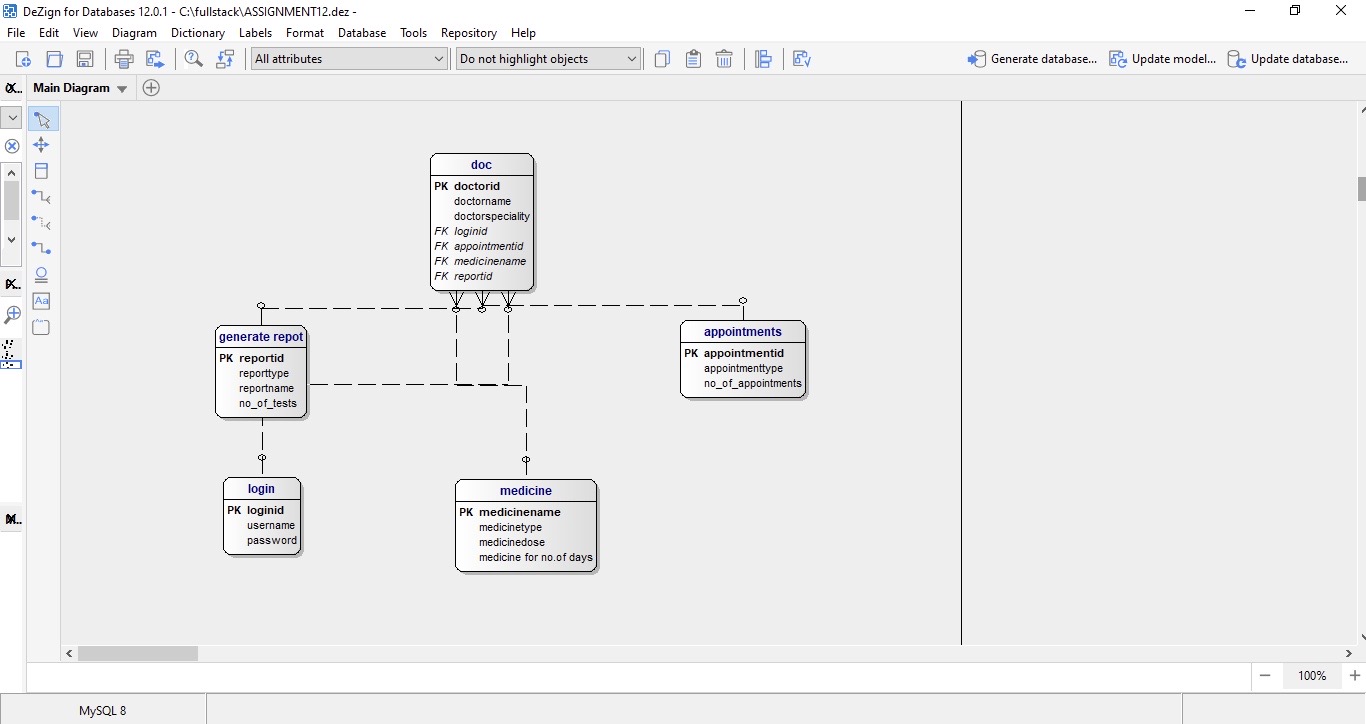 DeZign for Databases 12.0.1 - C:\fullstack\ASSIGNMENT12.dez -
File Edit View Diagram Dictionary Labels Format Database Tools Repository Help
All attributes Do not highlight objects Generate database... Update model... Update database...
Main Diagram
doc
PK doctorid
doctorname
doctorspeciality
FK loginid
FK appointmentid
FK medicinename
FK reportid
generate repot
PK reportid
reporttype
reportname
no_of_tests
appointments
PK appointmentid
appointmenttype
no_of_appointments
login
PK loginid
username
password
medicine
PK medicinename
medicinetype
medicinedose
medicine for no.of days
Aa
100%
MySQL 8